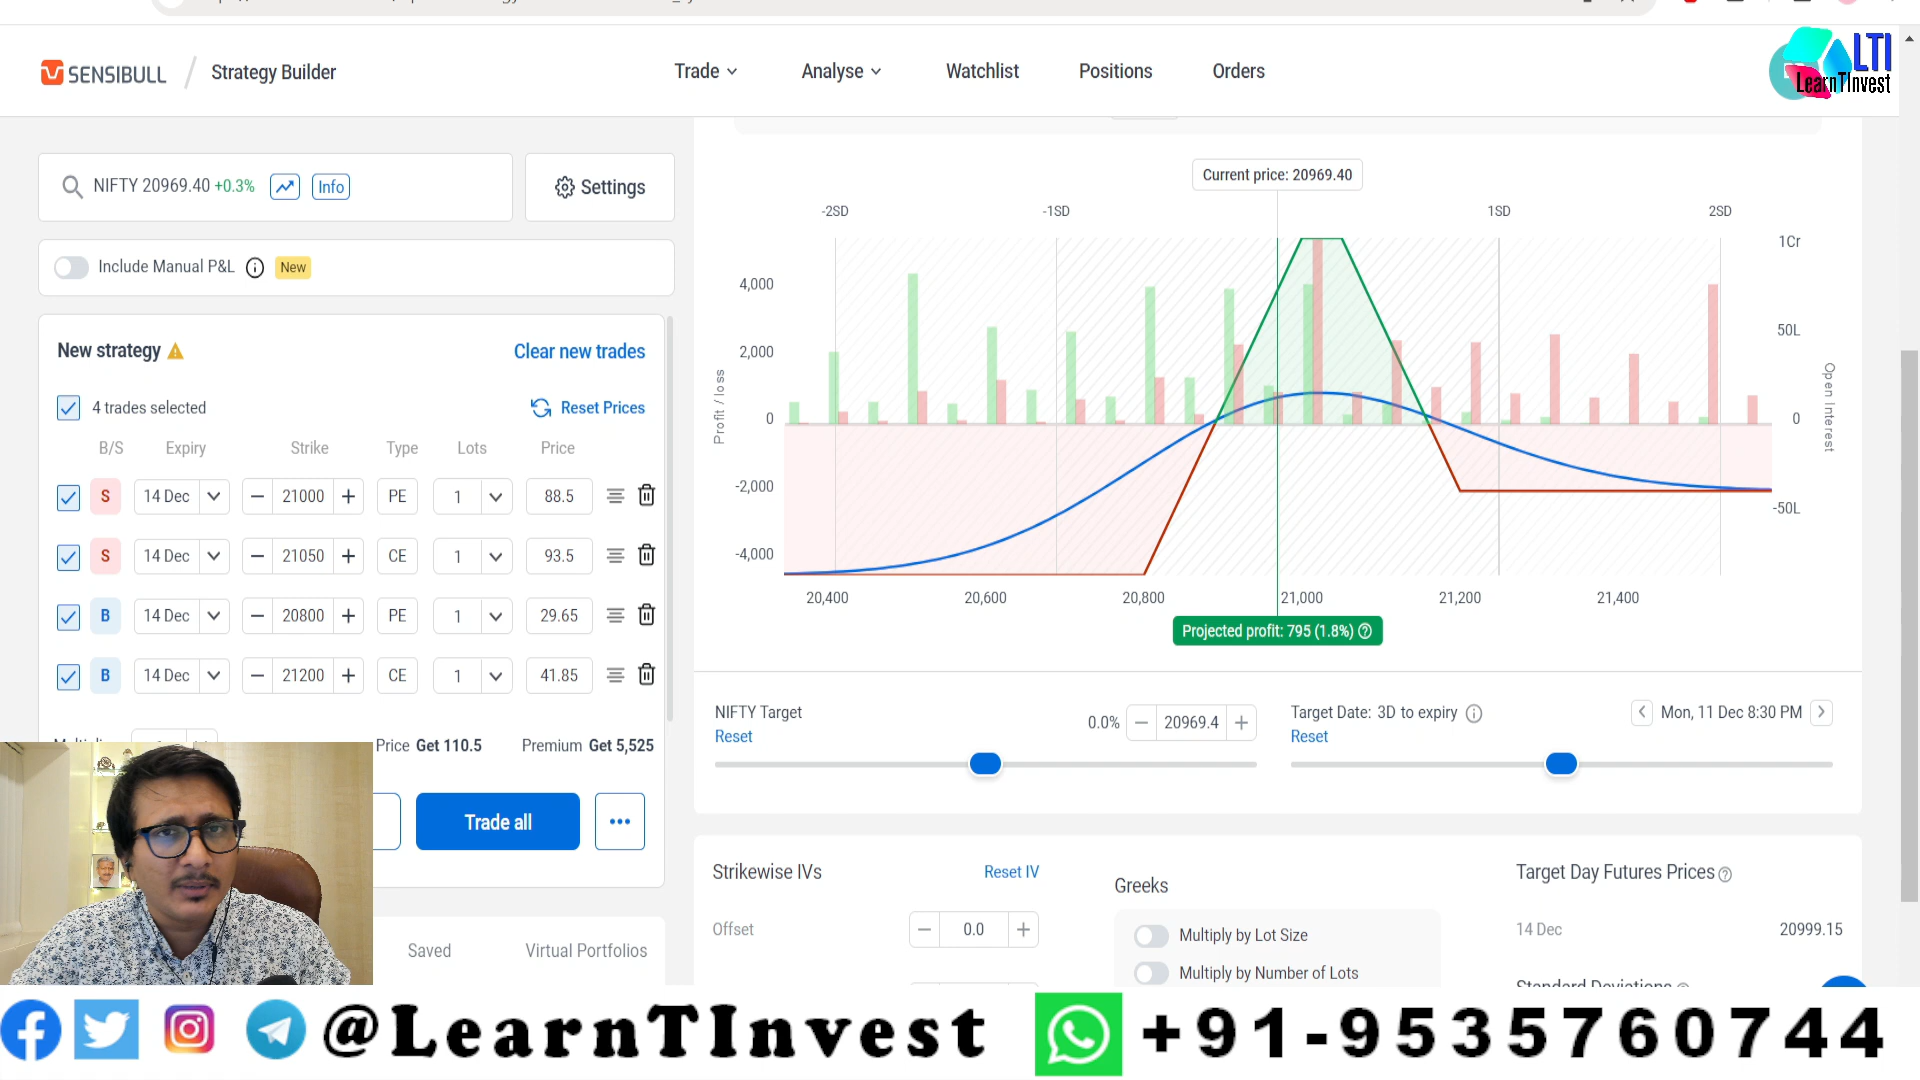 SENSIBULL / Strategy Builder
Trade
Analyse
Watchlist
Positions
Orders
LTI
LearnTInvest
NIFTY 20969.40 +0.3%
Info
Settings
Include Manual P&L
New
New strategy
Clear new trades
4 trades selected
Reset Prices
B/S Expiry Strike Type Lots Price
S 14 Dec − 21000 + PE 1 88.5
S 14 Dec − 21050 + CE 1 93.5
B 14 Dec − 20800 + PE 1 29.65
B 14 Dec − 21200 + CE 1 41.85
Price Get 110.5 Premium Get 5,525
Trade all
Saved
Virtual Portfolios
Current price: 20969.40
-2SD -1SD 1SD 2SD
Profit / loss
4,000
2,000
0
-2,000
-4,000
1Cr
50L
0
-50L
Open Interest
20,400 20,600 20,800 21,000 21,200 21,400
Projected profit: 795 (1.8%)
NIFTY Target
Reset
0.0% − 20969.4 +
Target Date: 3D to expiry
Reset
Mon, 11 Dec 8:30 PM
Strikewise IVs
Reset IV
Offset − 0.0 +
Greeks
Multiply by Lot Size
Multiply by Number of Lots
Target Day Futures Prices
14 Dec 20999.15
Standard Deviations
@LearnTInvest
+91-9535760744